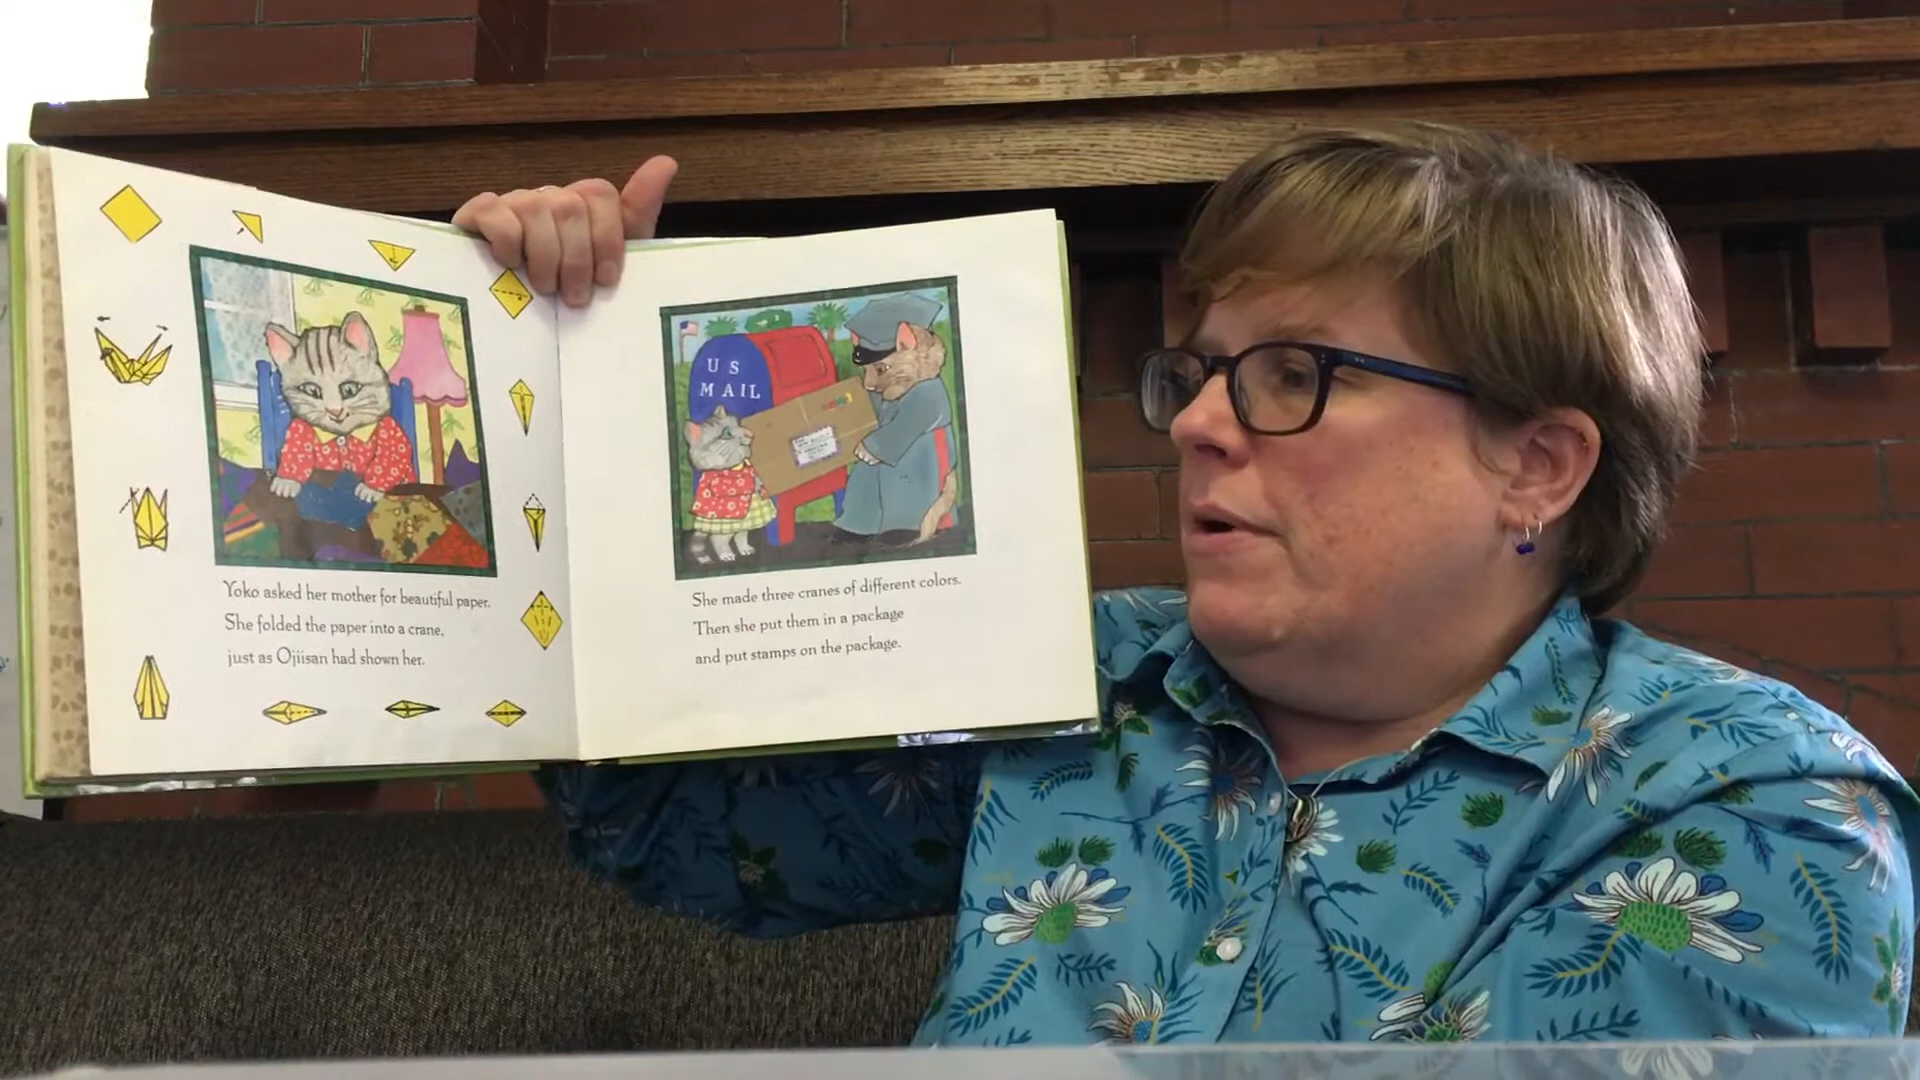 Yoko asked her mother for beautiful paper.
She folded the paper into a crane,
just as Ojiisan had shown her.
U S
MAIL
She made three cranes of different colors.
Then she put them in a package
and put stamps on the package.